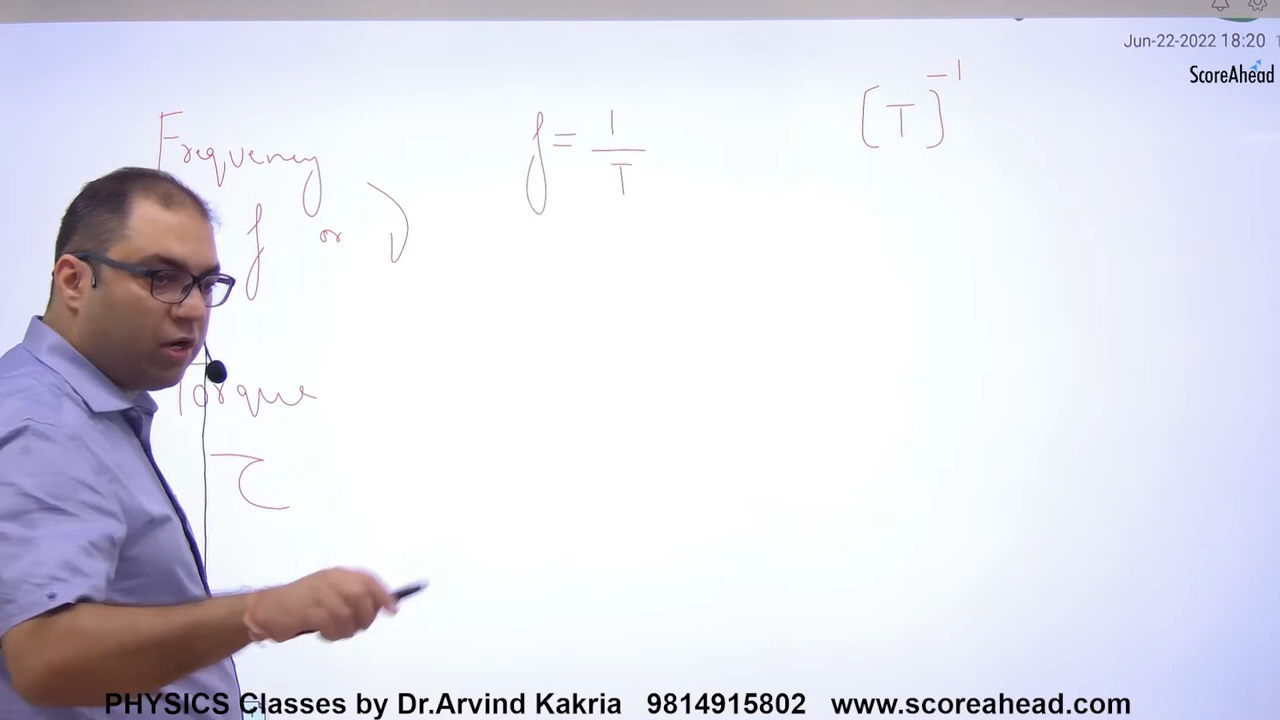 Jun-22-2022 18:20
ScoreAhead
Frequency
f = 1/T
[T]⁻¹
f or ν
Torque
τ
PHYSICS Classes by Dr.Arvind Kakria 9814915802 www.scoreahead.com